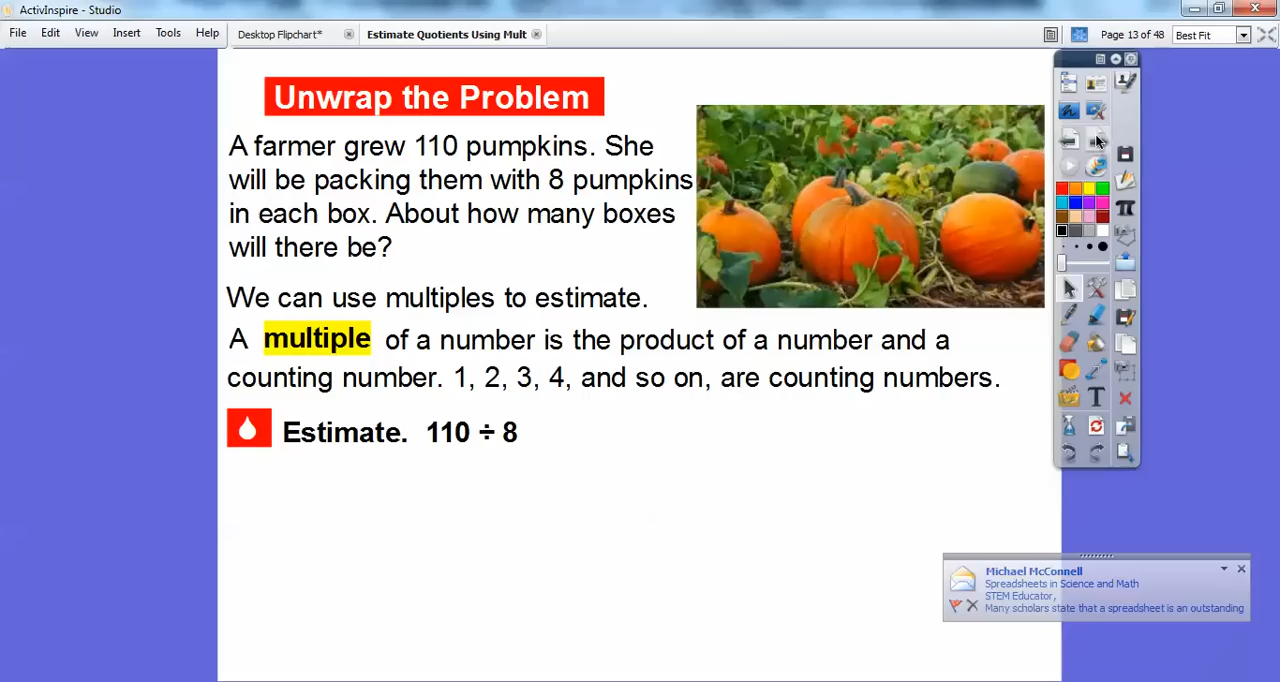 ActivInspire - Studio
File Edit View Insert Tools Help
Desktop Flipchart* Estimate Quotients Using Mult
Page 13 of 48 Best Fit
Unwrap the Problem
A farmer grew 110 pumpkins. She
will be packing them with 8 pumpkins
in each box. About how many boxes
will there be?
We can use multiples to estimate.
A multiple of a number is the product of a number and a
counting number. 1, 2, 3, 4, and so on, are counting numbers.
Estimate. 110 ÷ 8
Michael McConnell
Spreadsheets in Science and Math
STEM Educator,
Many scholars state that a spreadsheet is an outstanding